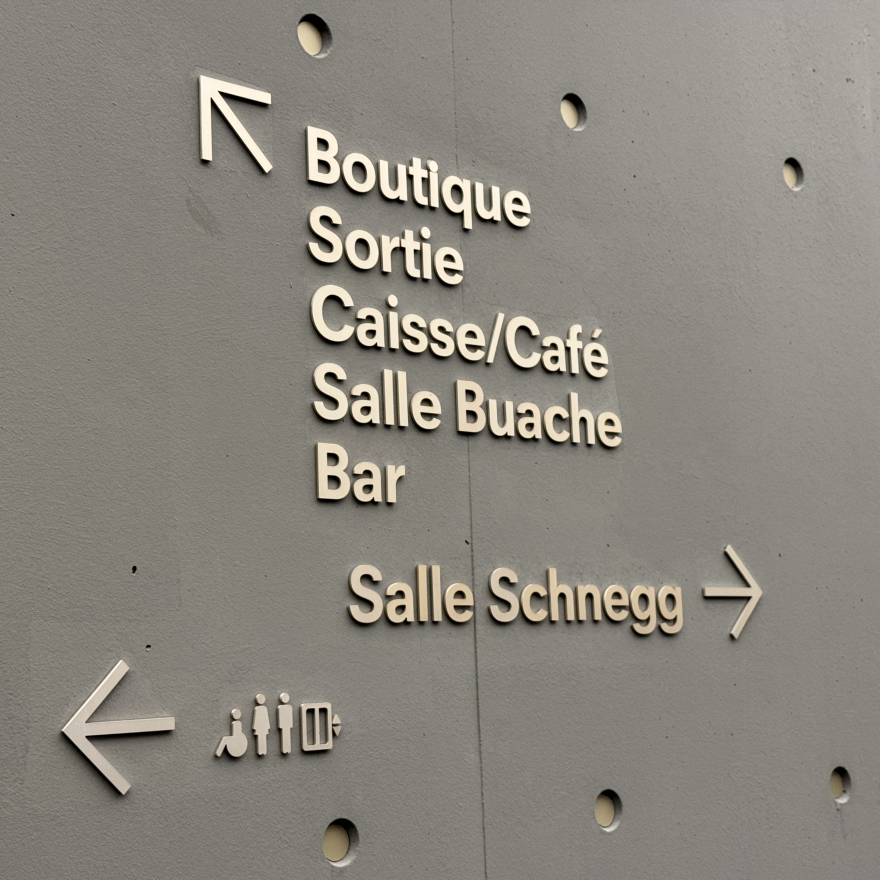 Boutique
Sortie
Caisse/Café
Salle Buache
Bar
Salle Schnegg